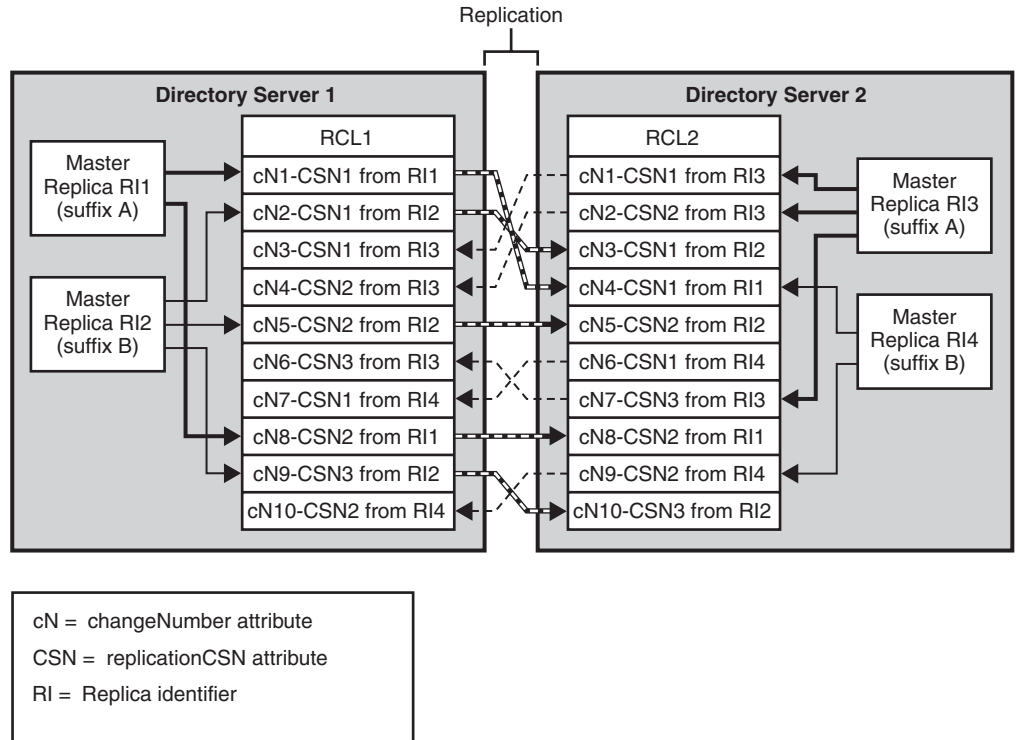 Replication
Directory Server 1
Master
Replica RI1
(suffix A)
Master
Replica RI2
(suffix B)
RCL1
cN1-CSN1 from RI1
cN2-CSN1 from RI2
cN3-CSN1 from RI3
cN4-CSN2 from RI3
cN5-CSN2 from RI2
cN6-CSN3 from RI3
cN7-CSN1 from RI4
cN8-CSN2 from RI1
cN9-CSN3 from RI2
cN10-CSN2 from RI4
Directory Server 2
RCL2
cN1-CSN1 from RI3
cN2-CSN2 from RI3
cN3-CSN1 from RI2
cN4-CSN1 from RI1
cN5-CSN2 from RI2
cN6-CSN1 from RI4
cN7-CSN3 from RI3
cN8-CSN2 from RI1
cN9-CSN2 from RI4
cN10-CSN3 from RI2
Master
Replica RI3
(suffix A)
Master
Replica RI4
(suffix B)
cN = changeNumber attribute
CSN = replicationCSN attribute
RI = Replica identifier